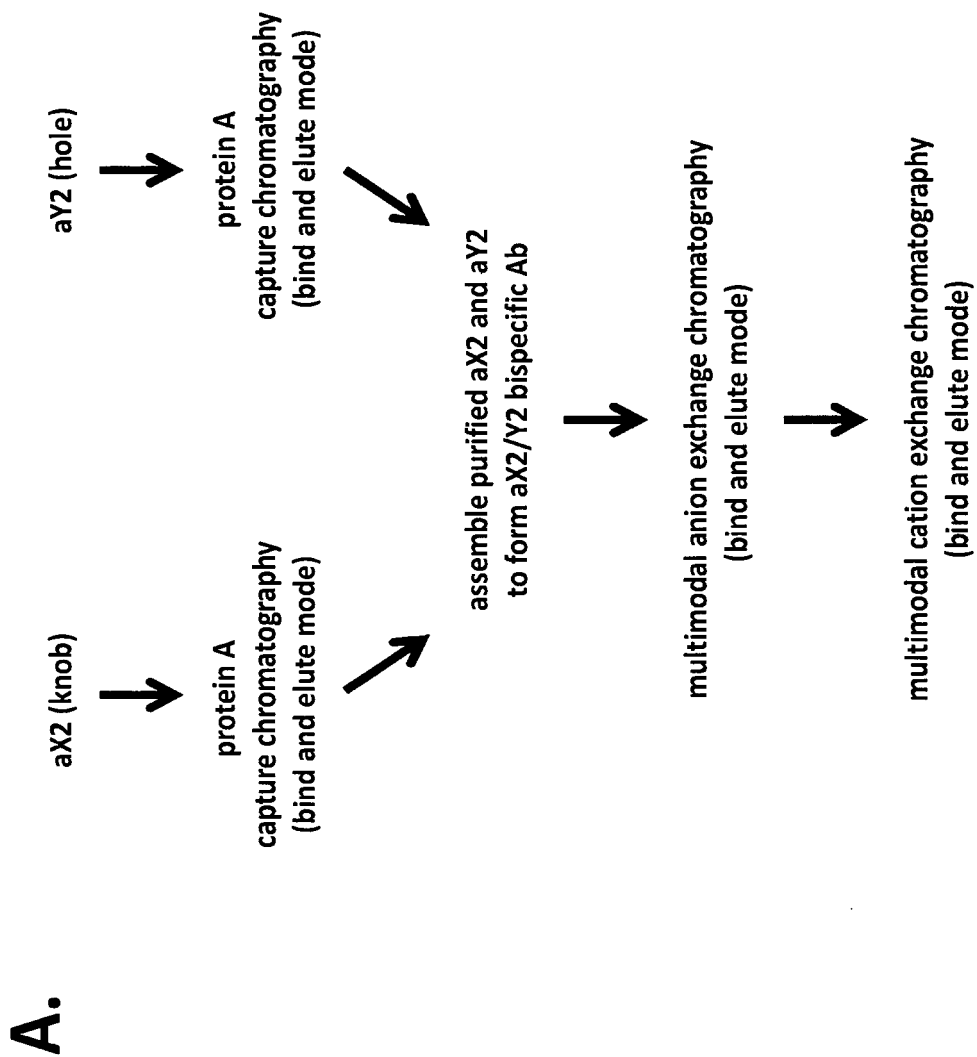 A.
aX2 (knob)
protein A
capture chromatography
(bind and elute mode)
aY2 (hole)
protein A
capture chromatography
(bind and elute mode)
assemble purified aX2 and aY2
to form aX2/Y2 bispecific Ab
multimodal anion exchange chromatography
(bind and elute mode)
multimodal cation exchange chromatography
(bind and elute mode)